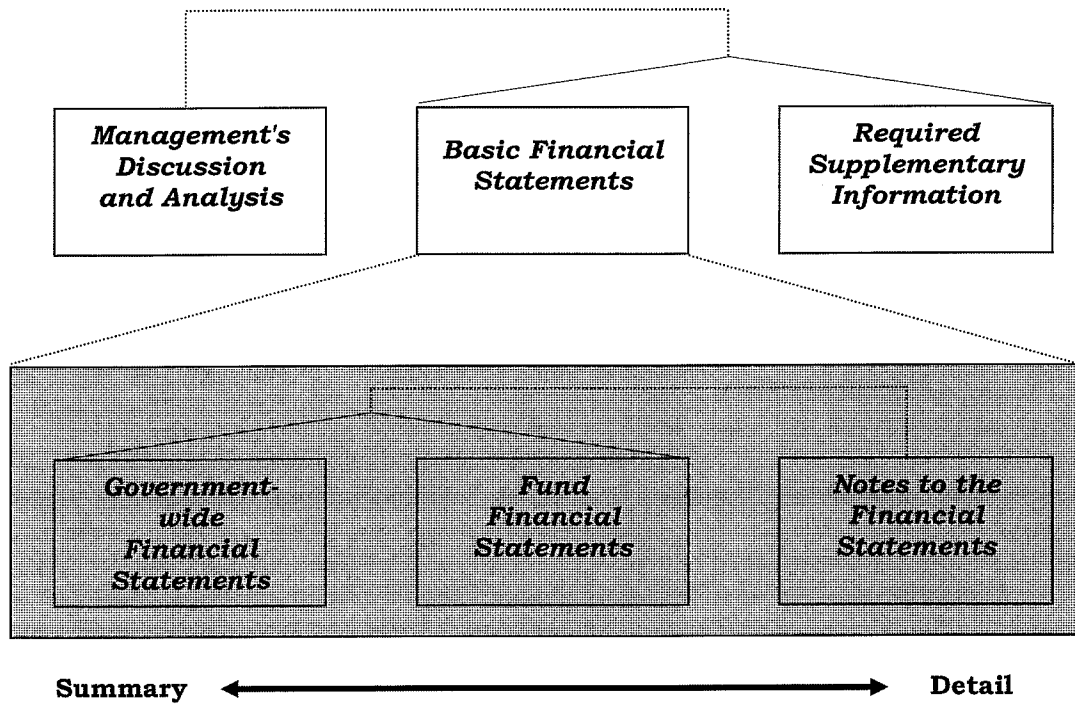 Management's
Discussion
and Analysis
Basic Financial
Statements
Required
Supplementary
Information
Government-
wide
Financial
Statements
Fund
Financial
Statements
Notes to the
Financial
Statements
Summary
Detail